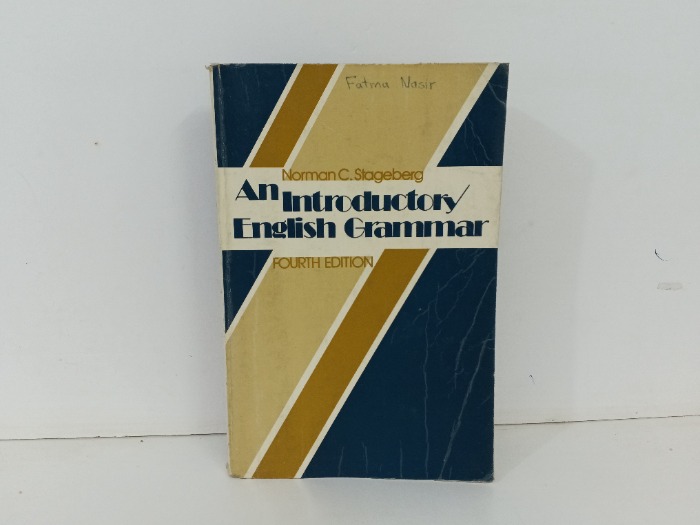 Fatma Nasir
Norman C. Stageberg
An Introductory
English Grammar
FOURTH EDITION